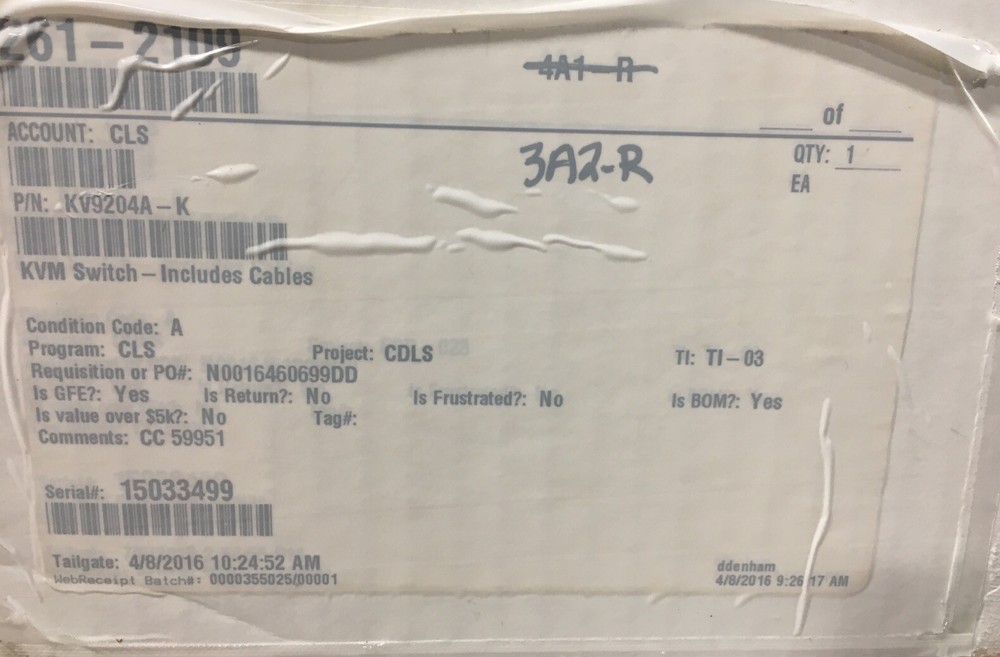 261-2109
4A1-R
of
ACCOUNT: CLS
QTY: 1
3A2-R
EA
P/N: KV9204A-K
KVM Switch-Includes Cables
Condition Code: A
Program: CLS Project: CDLS TI: TI-03
Requisition or PO#: N0016460699DD
Is GFE?: Yes Is Return?: No Is Frustrated?: No Is BOM?: Yes
Is value over $5k?: No Tag#:
Comments: CC 59951
Serial#: 15033499
Tailgate: 4/8/2016 10:24:52 AM
WebReceipt Batch#: 0000355025/00001
ddenham
4/8/2016 9:26:17 AM